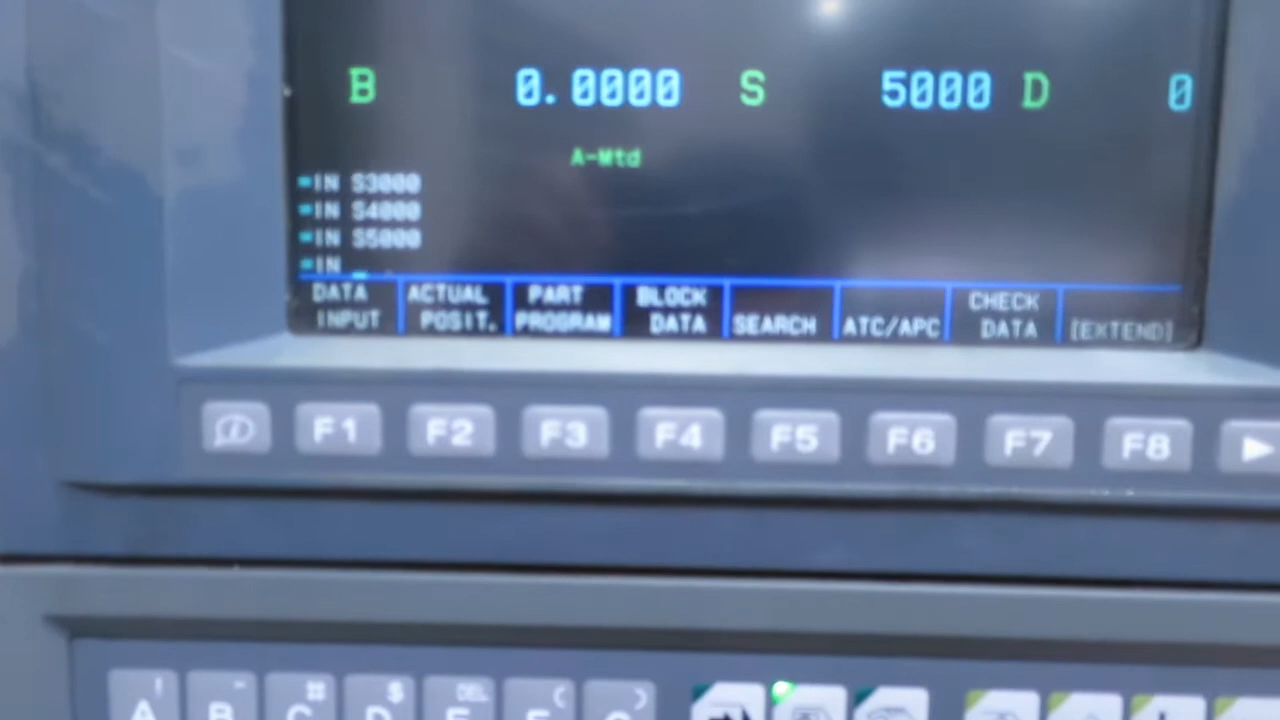 B 0.0000 S 5000 D 0
A-Mtd
=IN S3000
=IN S4000
=IN S5000
=IN _
DATA INPUT
ACTUAL POSIT.
PART PROGRAM
BLOCK DATA
SEARCH
ATC/APC
CHECK DATA
[EXTEND]
F1 F2 F3 F4 F5 F6 F7 F8
! - # $ DEL ( )
A B C D E F G